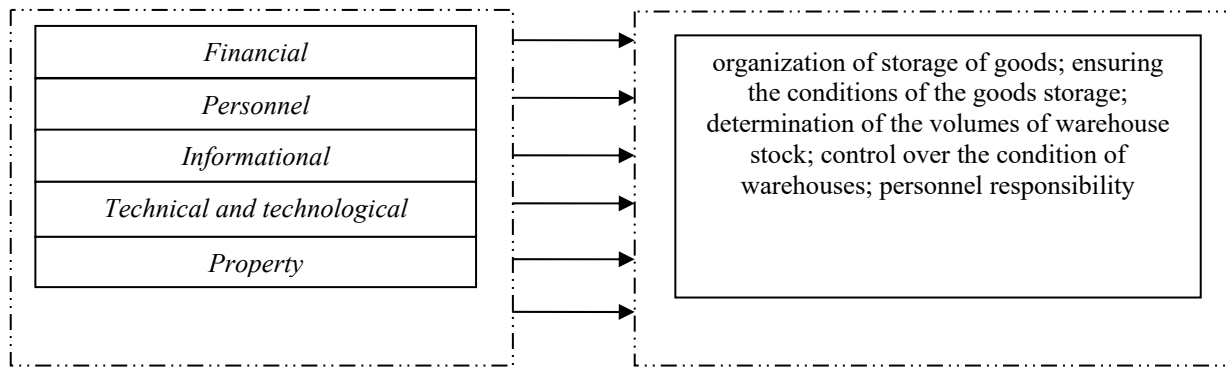 Financial
Personnel
Informational
Technical and technological
Property
organization of storage of goods; ensuring
the conditions of the goods storage;
determination of the volumes of warehouse
stock; control over the condition of
warehouses; personnel responsibility